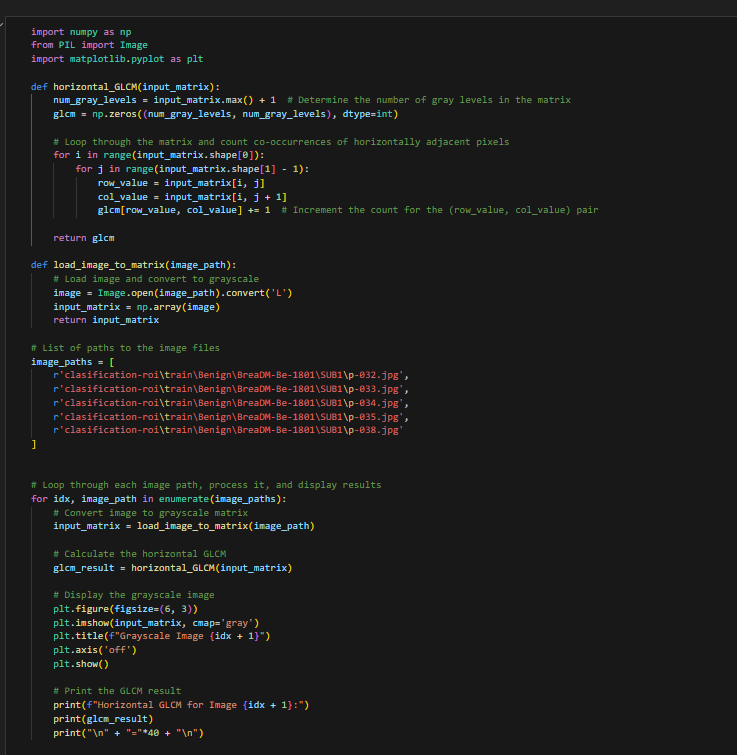 import numpy as np
from PIL import Image
import matplotlib.pyplot as plt

def horizontal_GLCM(input_matrix):
    num_gray_levels = input_matrix.max() + 1  # Determine the number of gray levels in the matrix
    glcm = np.zeros((num_gray_levels, num_gray_levels), dtype=int)

    # Loop through the matrix and count co-occurrences of horizontally adjacent pixels
    for i in range(input_matrix.shape[0]):
        for j in range(input_matrix.shape[1] - 1):
            row_value = input_matrix[i, j]
            col_value = input_matrix[i, j + 1]
            glcm[row_value, col_value] += 1  # Increment the count for the (row_value, col_value) pair

    return glcm

def load_image_to_matrix(image_path):
    # Load image and convert to grayscale
    image = Image.open(image_path).convert('L')
    input_matrix = np.array(image)
    return input_matrix

# List of paths to the image files
image_paths = [
    r'clasification-roi\train\Benign\BreaDM-Be-1801\SUB1\p-032.jpg',
    r'clasification-roi\train\Benign\BreaDM-Be-1801\SUB1\p-033.jpg',
    r'clasification-roi\train\Benign\BreaDM-Be-1801\SUB1\p-034.jpg',
    r'clasification-roi\train\Benign\BreaDM-Be-1801\SUB1\p-035.jpg',
    r'clasification-roi\train\Benign\BreaDM-Be-1801\SUB1\p-038.jpg'
]

# Loop through each image path, process it, and display results
for idx, image_path in enumerate(image_paths):
    # Convert image to grayscale matrix
    input_matrix = load_image_to_matrix(image_path)

    # Calculate the horizontal GLCM
    glcm_result = horizontal_GLCM(input_matrix)

    # Display the grayscale image
    plt.figure(figsize=(6, 3))
    plt.imshow(input_matrix, cmap='gray')
    plt.title(f"Grayscale Image {idx + 1}")
    plt.axis('off')
    plt.show()

    # Print the GLCM result
    print(f"Horizontal GLCM for Image {idx + 1}:")
    print(glcm_result)
    print("\n" + "="*40 + "\n")